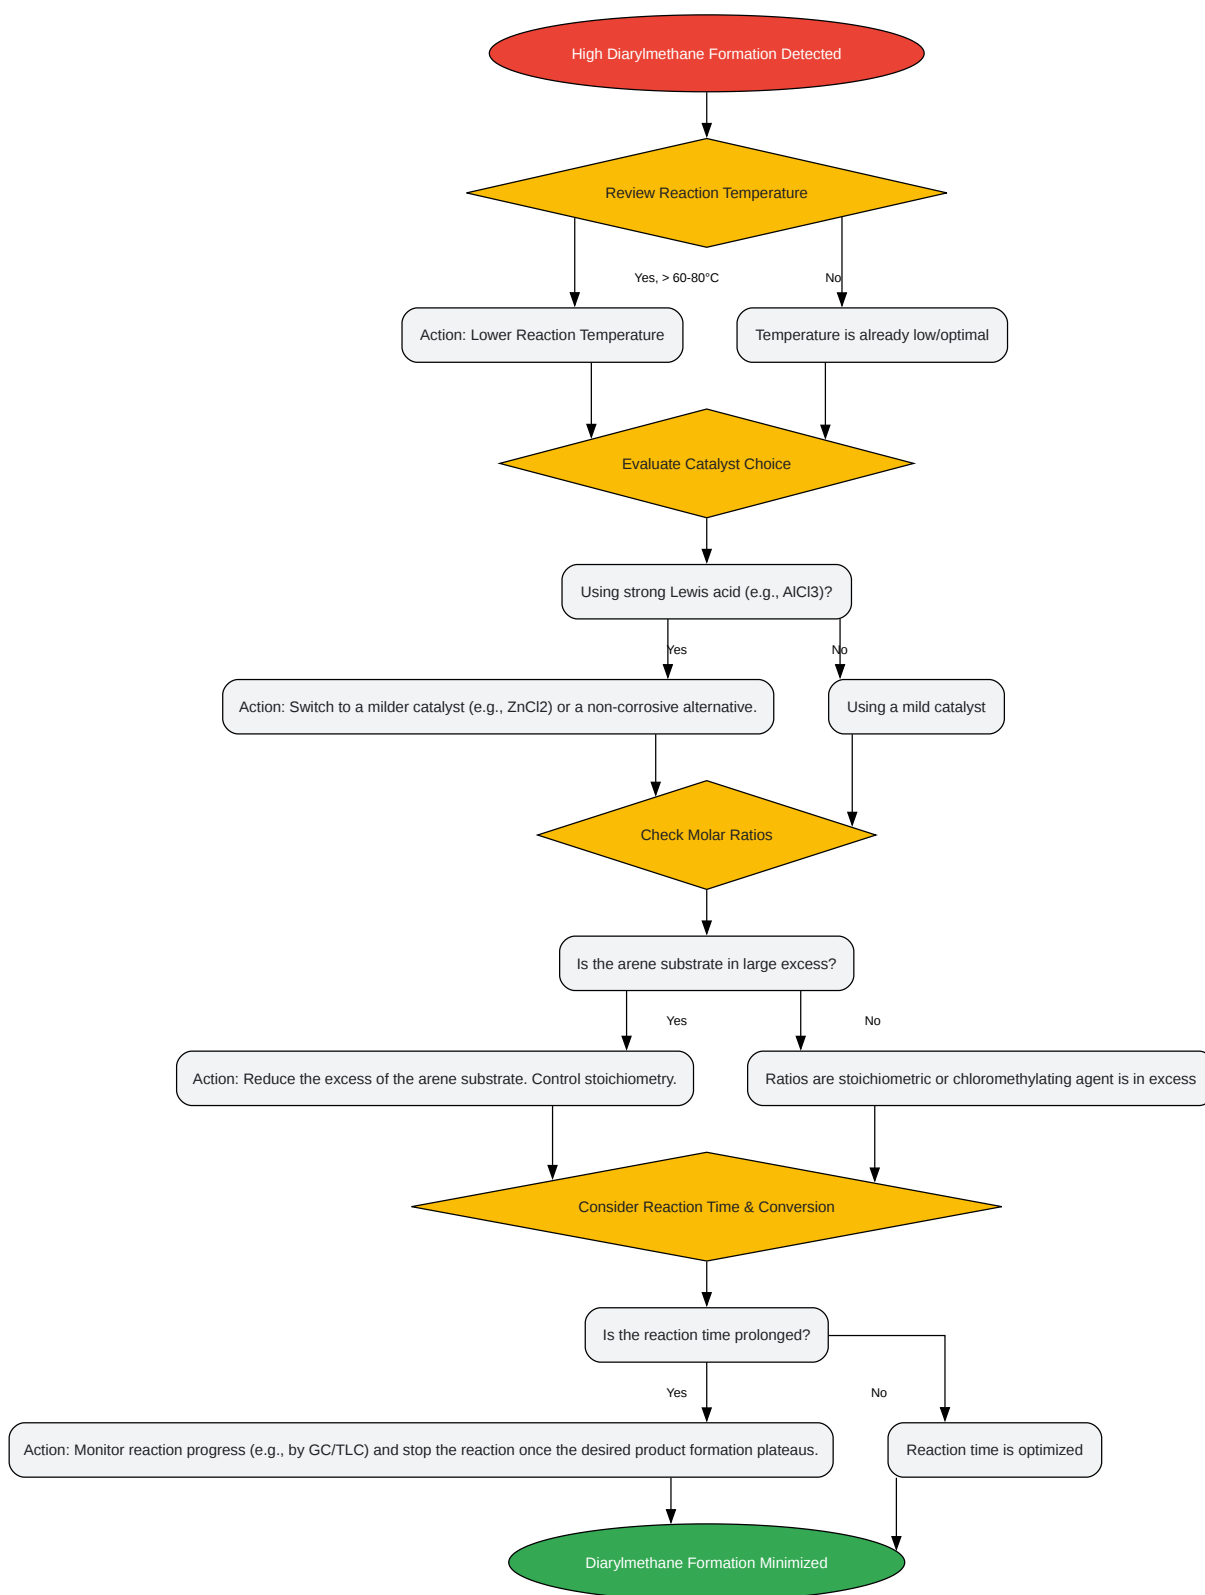 High Diarylmethane Formation Detected
Review Reaction Temperature
Yes, > 60-80°C
No
Action: Lower Reaction Temperature
Temperature is already low/optimal
Evaluate Catalyst Choice
Using strong Lewis acid (e.g., AlCl3)?
Yes
No
Action: Switch to a milder catalyst (e.g., ZnCl2) or a non-corrosive alternative.
Using a mild catalyst
Check Molar Ratios
Is the arene substrate in large excess?
Yes
No
Action: Reduce the excess of the arene substrate. Control stoichiometry.
Ratios are stoichiometric or chloromethylating agent is in excess
Consider Reaction Time & Conversion
Is the reaction time prolonged?
Yes
No
Action: Monitor reaction progress (e.g., by GC/TLC) and stop the reaction once the desired product formation plateaus.
Reaction time is optimized
Diarylmethane Formation Minimized